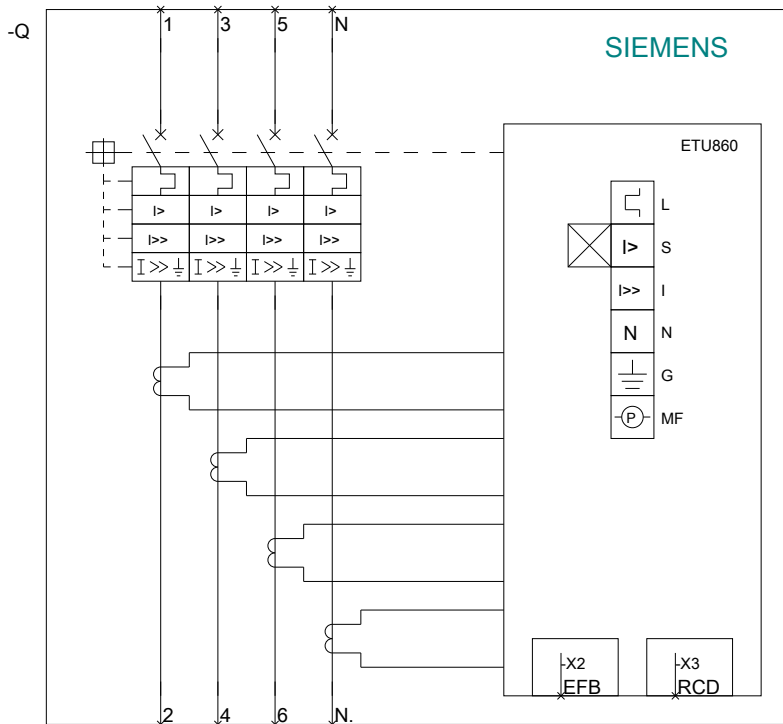 -Q
1 3 5 N
SIEMENS
ETU860
L
I> I> I> I> I> S
I>> I>> I>> I>> I>> I
I >> I >> I >> I >>
N N
G
P MF
-X2 -X3
EFB RCD
2 4 6 N.